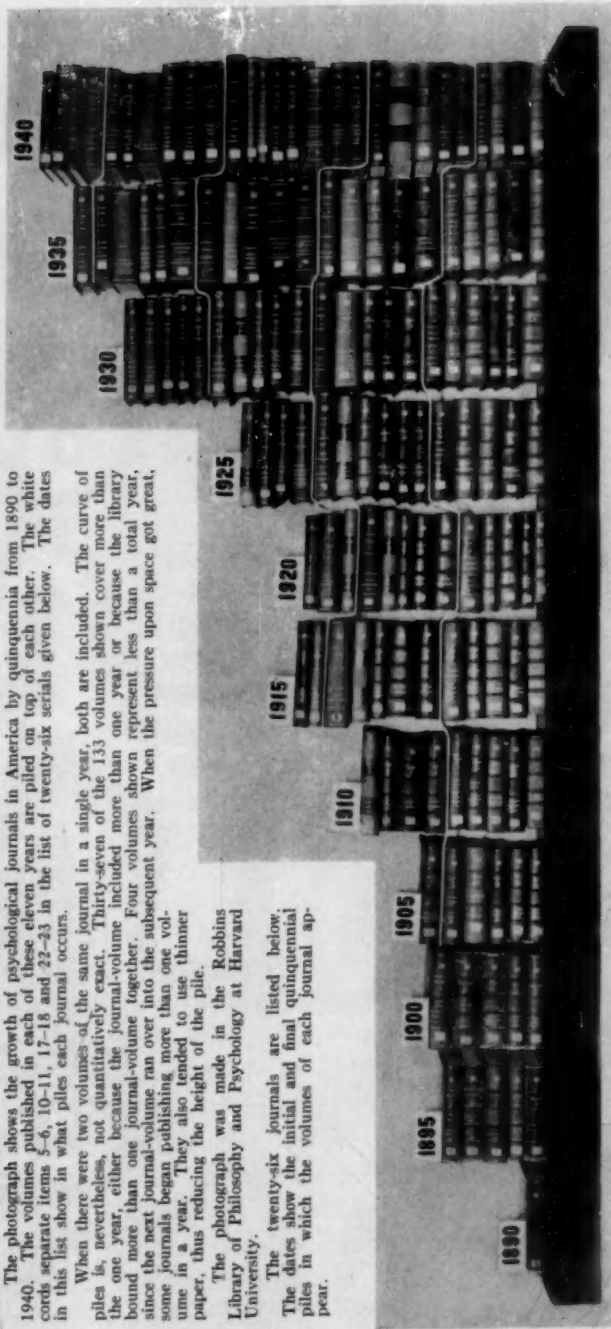 The photograph shows the growth of psychological journals in America by quinquennia from 1890 to
1940. The volumes published in each of these eleven years are piled on top of each other. The white
cords separate items 5–6, 10–11, 17–18 and 22–23 in the list of twenty-six serials given below. The dates
in this list show in what piles each journal occurs.
When there were two volumes of the same journal in a single year, both are included. The curve of
piles is, nevertheless, not quantitatively exact. Thirty-seven of the 133 volumes shown cover more than
the one year, either because the journal-volume included more than one year or because the library
bound more than one journal-volume together. Four volumes shown represent less than a total year,
since the next journal-volume ran over into the subsequent year. When the pressure upon space got great,
some journals began publishing more than one vol-
ume in a year. They also tended to use thinner
paper, thus reducing the height of the pile.
The photograph was made in the Robbins
Library of Philosophy and Psychology at Harvard
University.
The twenty-six journals are listed below.
The dates show the initial and final quinquennial
piles in which the volumes of each journal ap-
pear.
1890
1895
1900
1905
1910
1915
1920
1925
1930
1935
1940